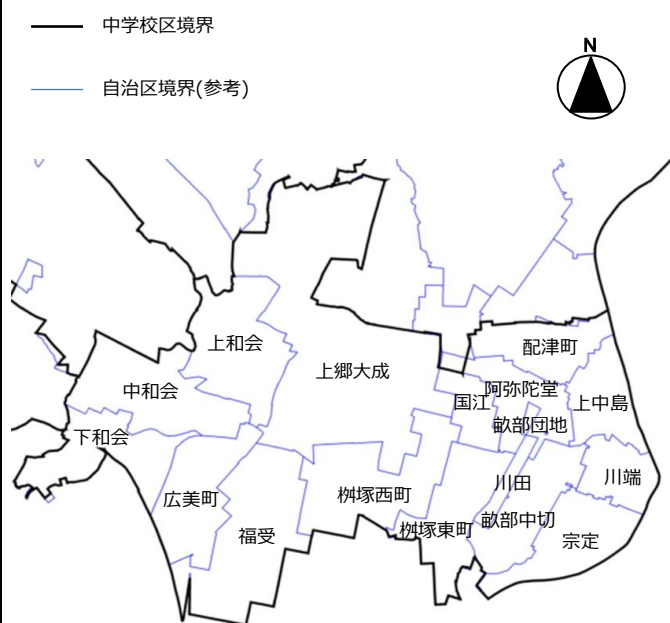 中学校区境界
自治区境界(参考)
N
配津町
上和会
上郷大成
阿弥陀堂
中和会
国江
上中島
畝部団地
下和会
川端
川田
広美町
桝塚西町
畝部中切
桝塚東町
福受
宗定